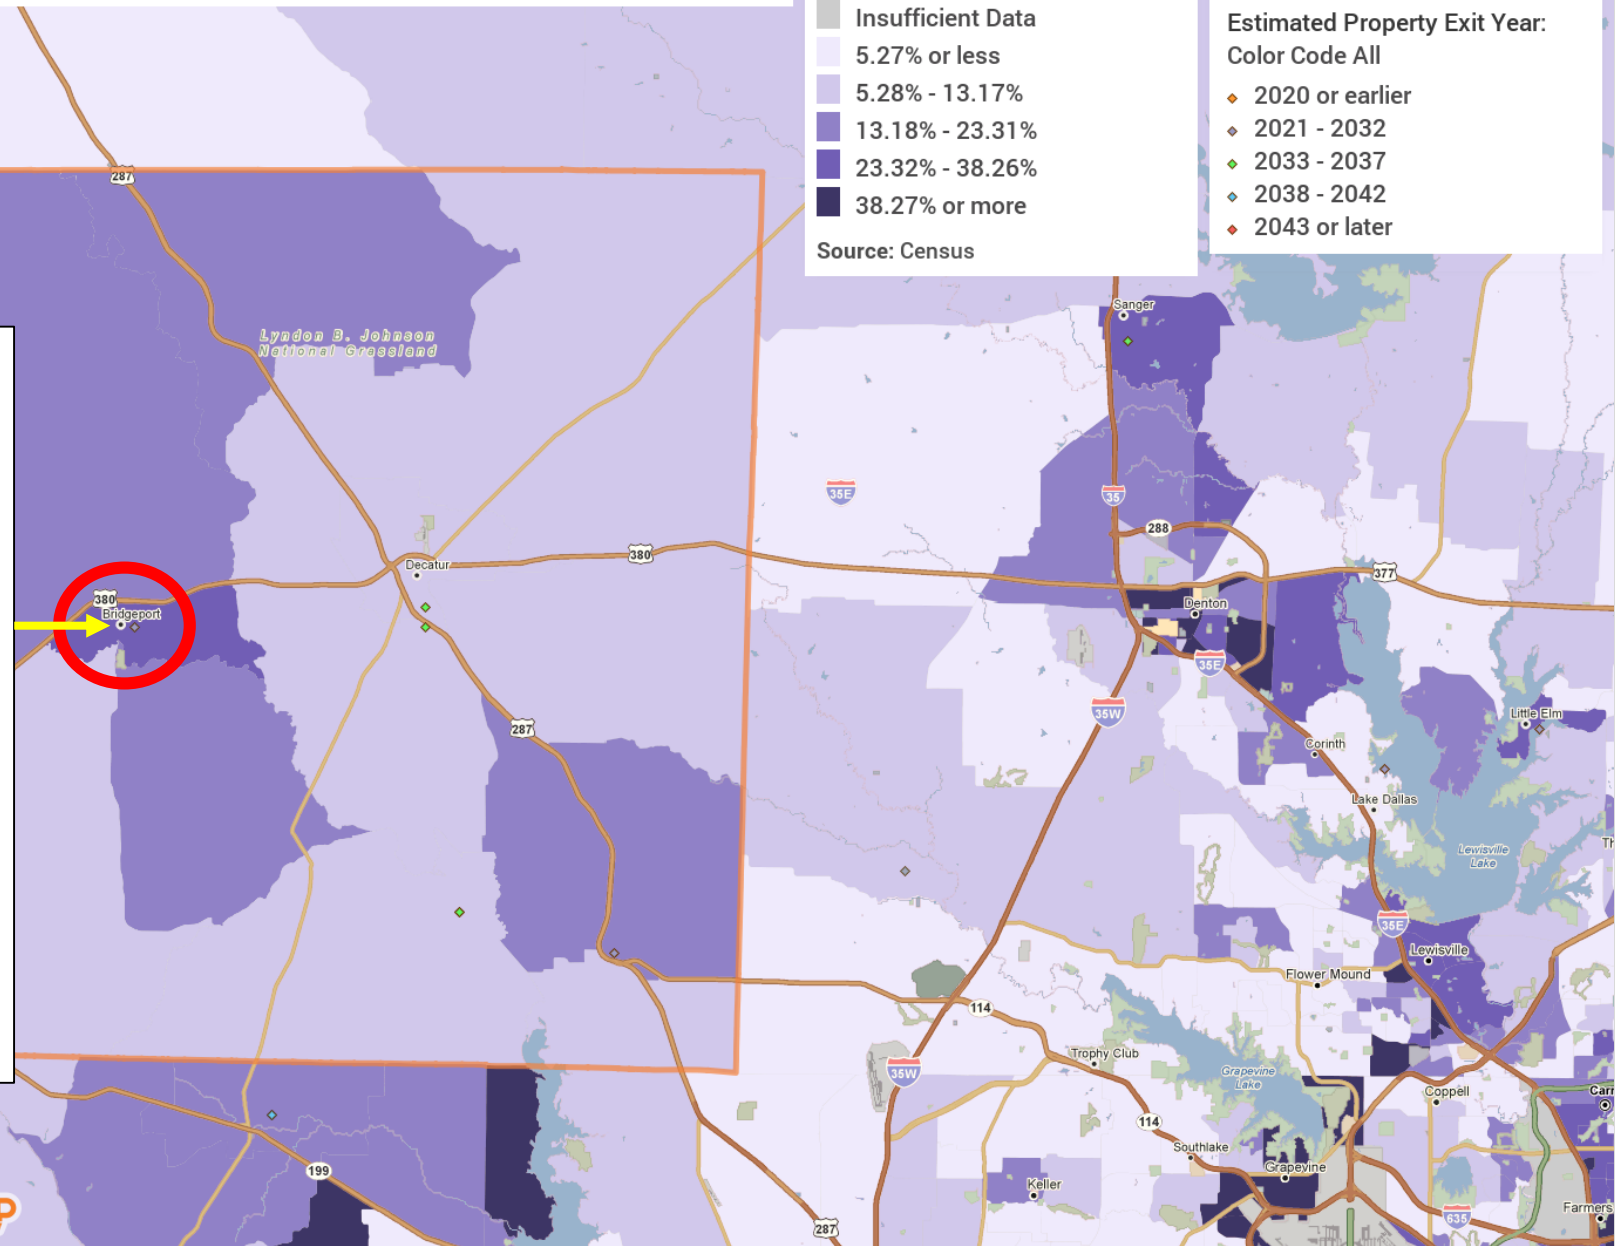 Insufficient Data
5.27% or less
5.28% - 13.17%
13.18% - 23.31%
23.32% - 38.26%
38.27% or more
Source: Census
Estimated Property Exit Year:
Color Code All
2020 or earlier
2021 - 2032
2033 - 2037
2038 - 2042
2043 or later
287
Sanger
Lyndon B. Johnson
National Grassland
35E
35
288
380
Decatur
377
380
Bridgeport
Denton
35E
35W
Little Elm
287
Corinth
Lake Dallas
Lewisville
Lake
35E
Lewisville
Flower Mound
114
Trophy Club
35W
Grapevine
Lake
Coppell
114
Southlake
199
Grapevine
Keller
Farmers
635
287